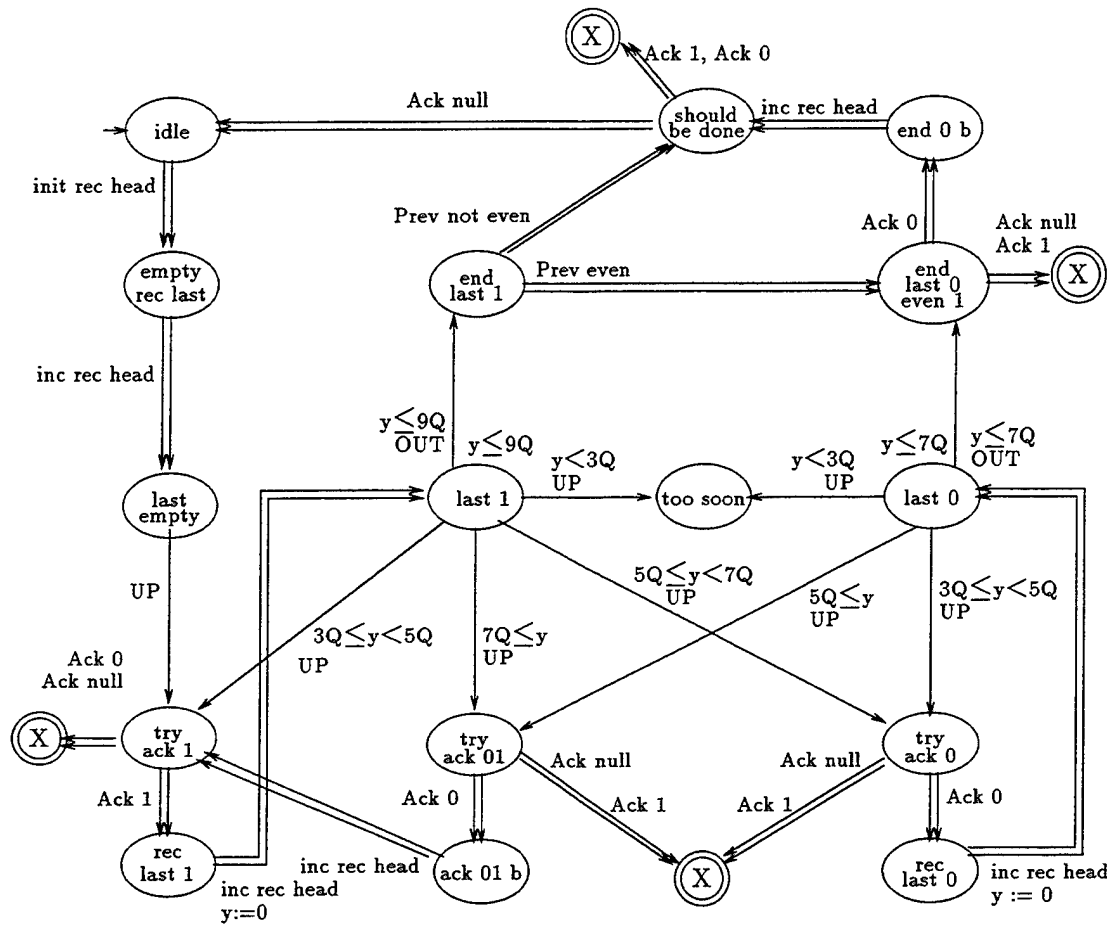 X
Ack 1, Ack 0
Ack null
should
be done
inc rec head
idle
end 0 b
init rec head
Prev not even
Ack 0
Ack null
Ack 1
empty
rec last
end
last 1
Prev even
end
last 0
even 1
X
inc rec head
y≤9Q
OUT
y≤9Q
y<3Q
UP
y<3Q
UP
y≤7Q
y≤7Q
OUT
last
empty
last 1
too soon
last 0
UP
5Q≤y<7Q
UP
5Q≤y
UP
3Q≤y<5Q
UP
3Q≤y<5Q
UP
7Q≤y
UP
Ack 0
Ack null
X
try
ack 1
try
ack 01
try
ack 0
Ack null
Ack 1
Ack null
Ack 1
Ack 1
Ack 0
Ack 0
rec
last 1
inc rec head
y:=0
inc rec head
ack 01 b
X
rec
last 0
inc rec head
y := 0